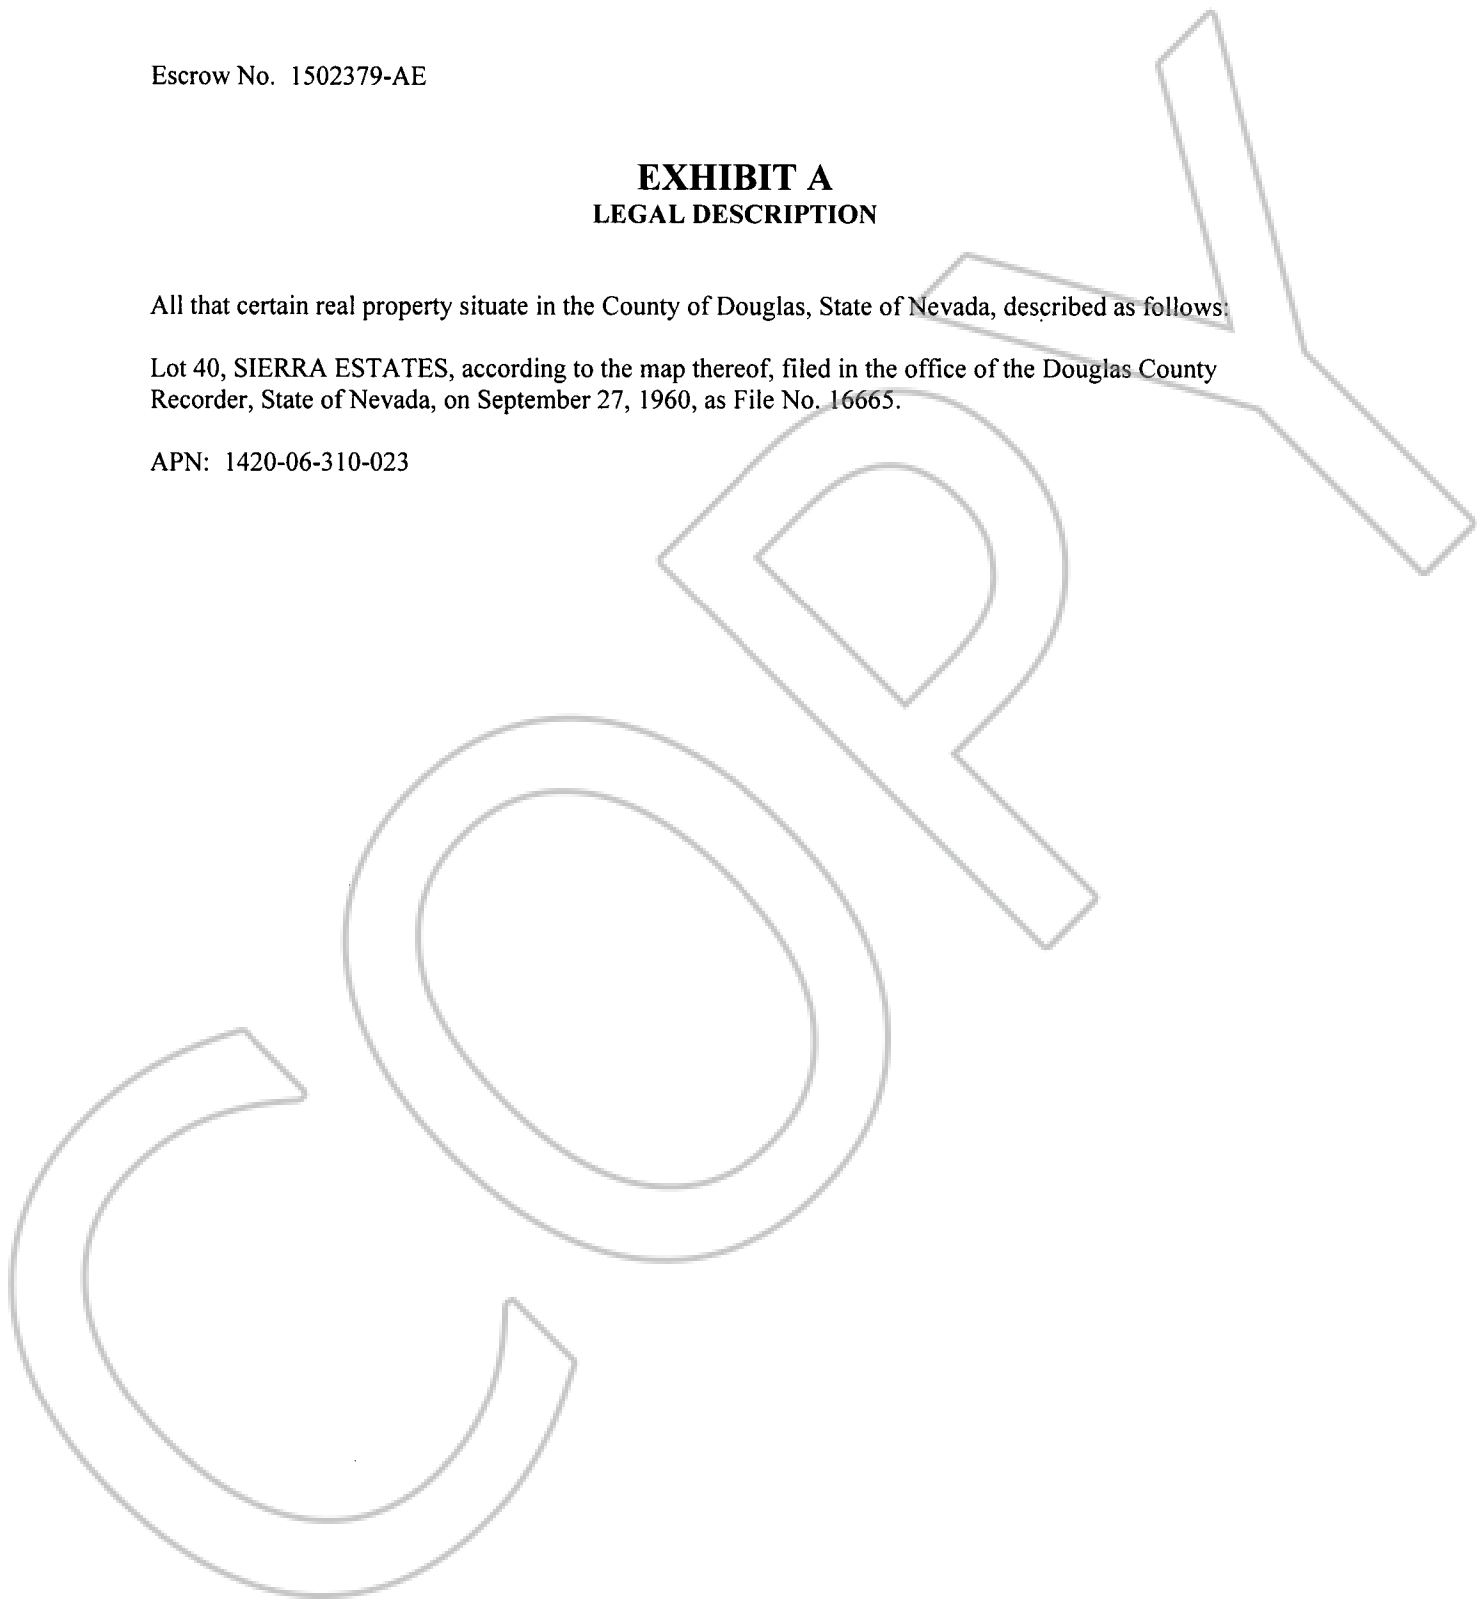 Escrow No. 1502379-AE
EXHIBIT A
LEGAL DESCRIPTION
All that certain real property situate in the County of Douglas, State of Nevada, described as follows:
Lot 40, SIERRA ESTATES, according to the map thereof, filed in the office of the Douglas County
Recorder, State of Nevada, on September 27, 1960, as File No. 16665.
APN: 1420-06-310-023
COPY